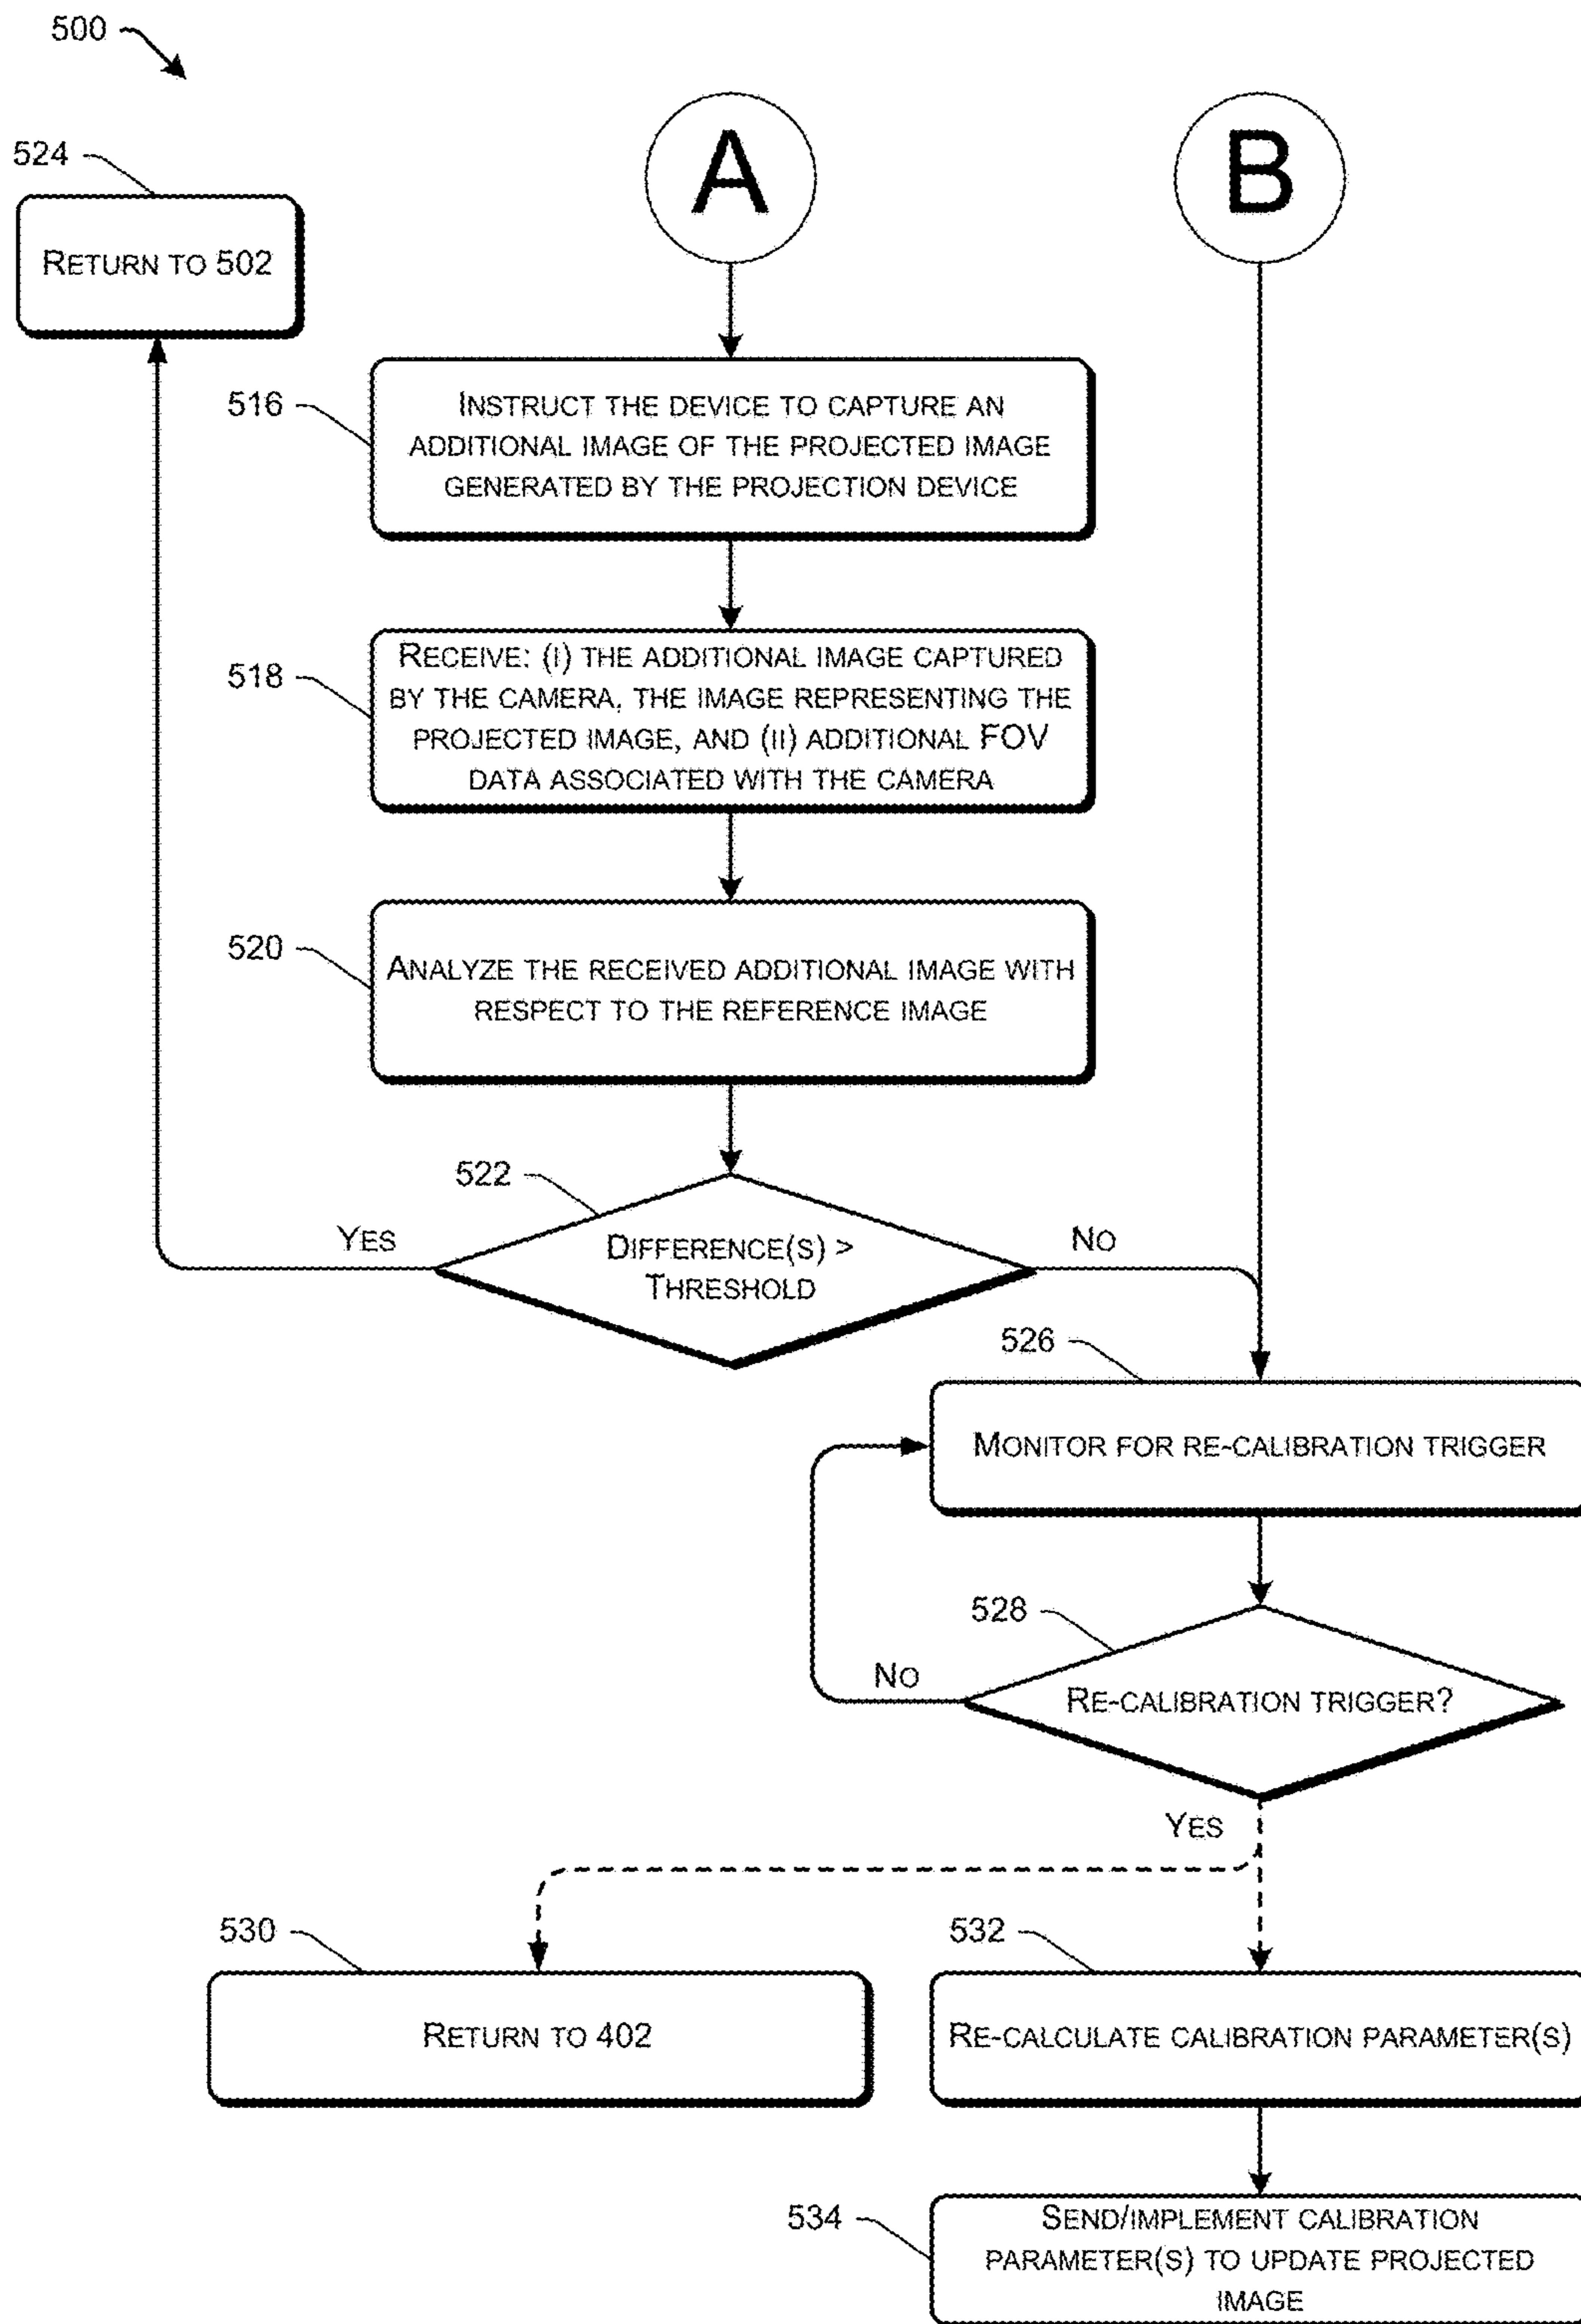 500
524
RETURN TO 502
A
B
516
INSTRUCT THE DEVICE TO CAPTURE AN
ADDITIONAL IMAGE OF THE PROJECTED IMAGE
GENERATED BY THE PROJECTION DEVICE
518
RECEIVE: (I) THE ADDITIONAL IMAGE CAPTURED
BY THE CAMERA, THE IMAGE REPRESENTING THE
PROJECTED IMAGE, AND (II) ADDITIONAL FOV
DATA ASSOCIATED WITH THE CAMERA
520
ANALYZE THE RECEIVED ADDITIONAL IMAGE WITH
RESPECT TO THE REFERENCE IMAGE
522
YES
DIFFERENCE(S) >
THRESHOLD
NO
526
MONITOR FOR RE-CALIBRATION TRIGGER
528
NO
RE-CALIBRATION TRIGGER?
YES
530
RETURN TO 402
532
RE-CALCULATE CALIBRATION PARAMETER(S)
534
SEND/IMPLEMENT CALIBRATION
PARAMETER(S) TO UPDATE PROJECTED
IMAGE